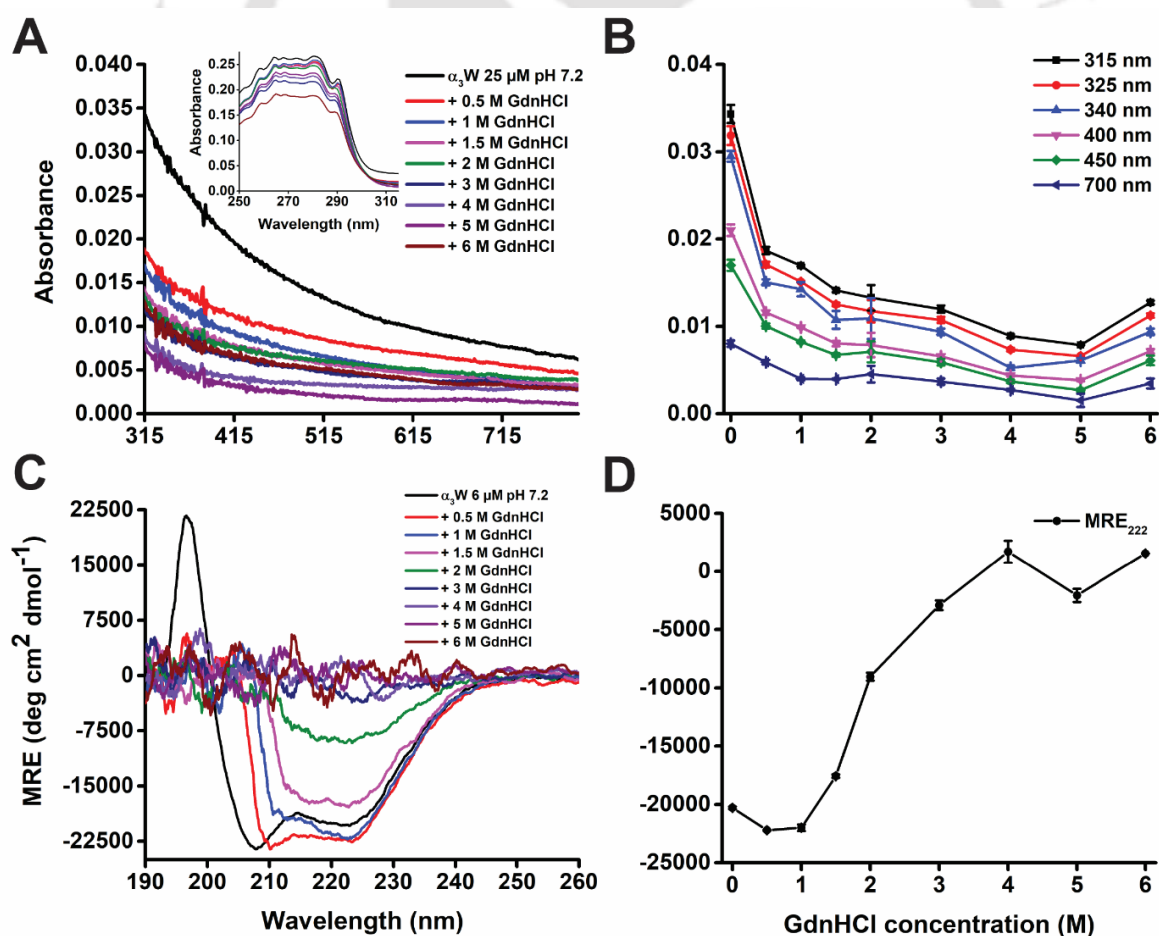 A
0.040
0.035
0.030
0.025
0.020
0.015
0.010
0.005
0.000
Absorbance
315 415 515 615 715
0.25
0.20
0.15
0.10
0.05
0.00
Absorbance
250 270 290 310
Wavelength (nm)
α3W 25 µM pH 7.2
+ 0.5 M GdnHCl
+ 1 M GdnHCl
+ 1.5 M GdnHCl
+ 2 M GdnHCl
+ 3 M GdnHCl
+ 4 M GdnHCl
+ 5 M GdnHCl
+ 6 M GdnHCl
B
0.04
0.03
0.02
0.01
0.00
0 1 2 3 4 5 6
315 nm
325 nm
340 nm
400 nm
450 nm
700 nm
C
22500
15000
7500
0
-7500
-15000
-22500
MRE (deg cm2 dmol-1)
190 200 210 220 230 240 250 260
Wavelength (nm)
α3W 6 µM pH 7.2
+ 0.5 M GdnHCl
+ 1 M GdnHCl
+ 1.5 M GdnHCl
+ 2 M GdnHCl
+ 3 M GdnHCl
+ 4 M GdnHCl
+ 5 M GdnHCl
+ 6 M GdnHCl
D
5000
0
-5000
-10000
-15000
-20000
-25000
0 1 2 3 4 5 6
GdnHCl concentration (M)
MRE222